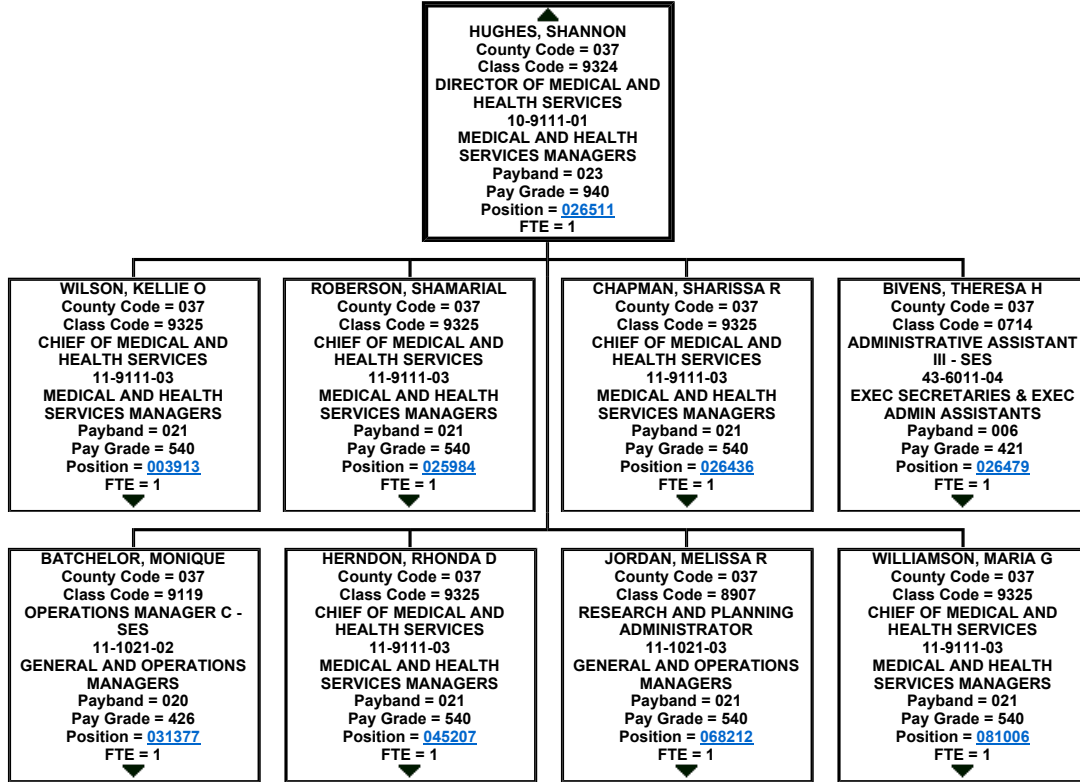 HUGHES, SHANNON
County Code = 037
Class Code = 9324
DIRECTOR OF MEDICAL AND
HEALTH SERVICES
10-9111-01
MEDICAL AND HEALTH
SERVICES MANAGERS
Payband = 023
Pay Grade = 940
Position = 026511
FTE = 1
WILSON, KELLIE O
County Code = 037
Class Code = 9325
CHIEF OF MEDICAL AND
HEALTH SERVICES
11-9111-03
MEDICAL AND HEALTH
SERVICES MANAGERS
Payband = 021
Pay Grade = 540
Position = 003913
FTE = 1
ROBERSON, SHAMARIAL
County Code = 037
Class Code = 9325
CHIEF OF MEDICAL AND
HEALTH SERVICES
11-9111-03
MEDICAL AND HEALTH
SERVICES MANAGERS
Payband = 021
Pay Grade = 540
Position = 025984
FTE = 1
CHAPMAN, SHARISSA R
County Code = 037
Class Code = 9325
CHIEF OF MEDICAL AND
HEALTH SERVICES
11-9111-03
MEDICAL AND HEALTH
SERVICES MANAGERS
Payband = 021
Pay Grade = 540
Position = 026436
FTE = 1
BIVENS, THERESA H
County Code = 037
Class Code = 0714
ADMINISTRATIVE ASSISTANT
III - SES
43-6011-04
EXEC SECRETARIES & EXEC
ADMIN ASSISTANTS
Payband = 006
Pay Grade = 421
Position = 026479
FTE = 1
BATCHELOR, MONIQUE
County Code = 037
Class Code = 9119
OPERATIONS MANAGER C -
SES
11-1021-02
GENERAL AND OPERATIONS
MANAGERS
Payband = 020
Pay Grade = 426
Position = 031377
FTE = 1
HERNDON, RHONDA D
County Code = 037
Class Code = 9325
CHIEF OF MEDICAL AND
HEALTH SERVICES
11-9111-03
MEDICAL AND HEALTH
SERVICES MANAGERS
Payband = 021
Pay Grade = 540
Position = 045207
FTE = 1
JORDAN, MELISSA R
County Code = 037
Class Code = 8907
RESEARCH AND PLANNING
ADMINISTRATOR
11-1021-03
GENERAL AND OPERATIONS
MANAGERS
Payband = 021
Pay Grade = 540
Position = 068212
FTE = 1
WILLIAMSON, MARIA G
County Code = 037
Class Code = 9325
CHIEF OF MEDICAL AND
HEALTH SERVICES
11-9111-03
MEDICAL AND HEALTH
SERVICES MANAGERS
Payband = 021
Pay Grade = 540
Position = 081006
FTE = 1